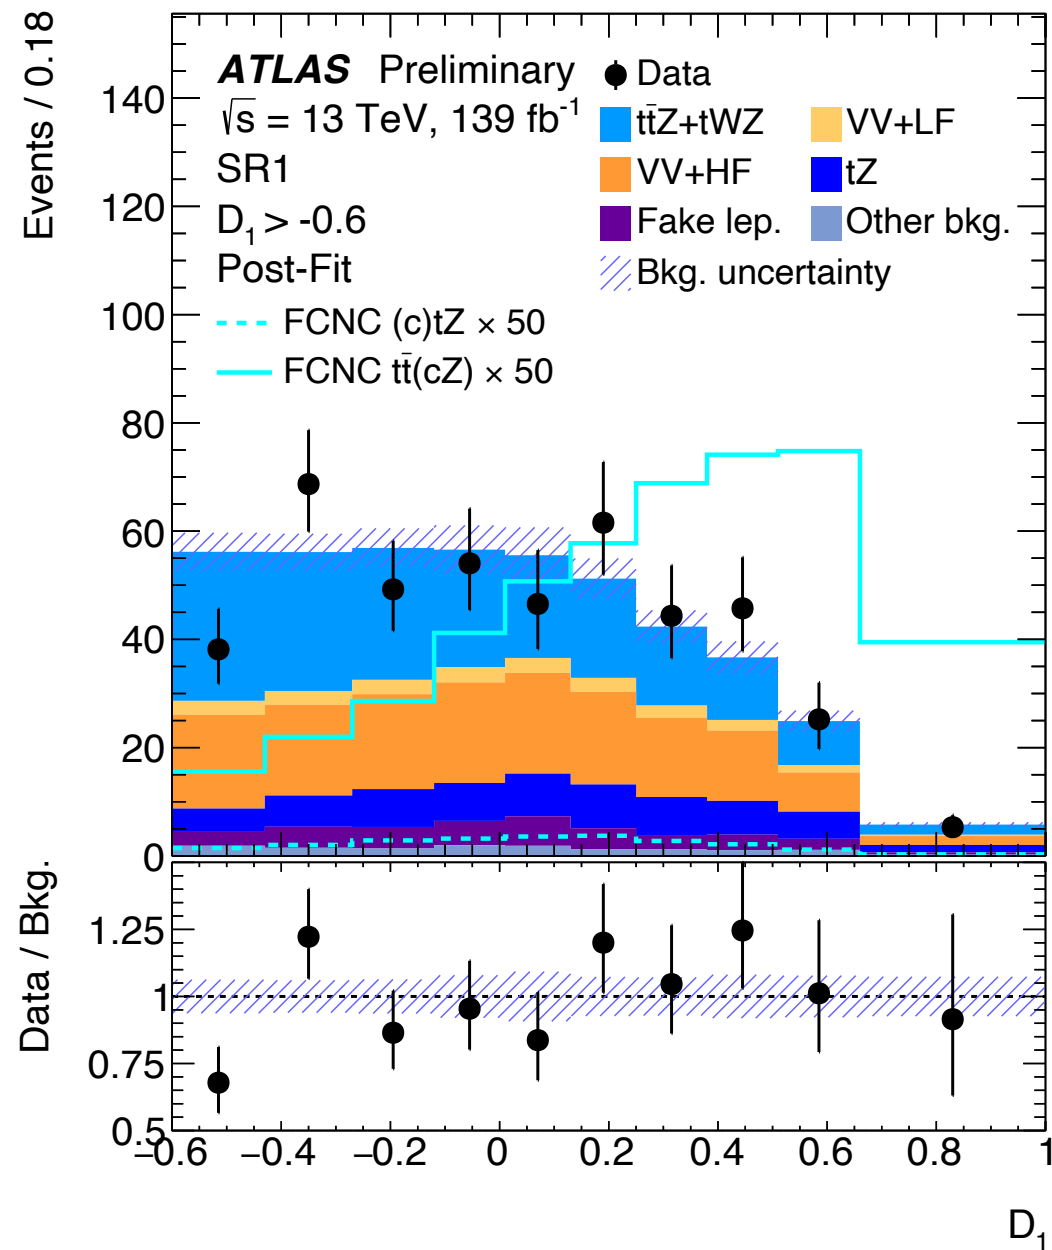 Events / 0.18
140
120
100
80
60
40
20
0
ATLAS Preliminary
√s = 13 TeV, 139 fb⁻¹
SR1
D₁ > -0.6
Post-Fit
FCNC (c)tZ × 50
FCNC tt̄(cZ) × 50
Data
tt̄Z+tWZ
VV+LF
VV+HF
tZ
Fake lep.
Other bkg.
Bkg. uncertainty
Data / Bkg.
1.25
1
0.75
0.5
−0.6 −0.4 −0.2 0 0.2 0.4 0.6 0.8 1
D₁